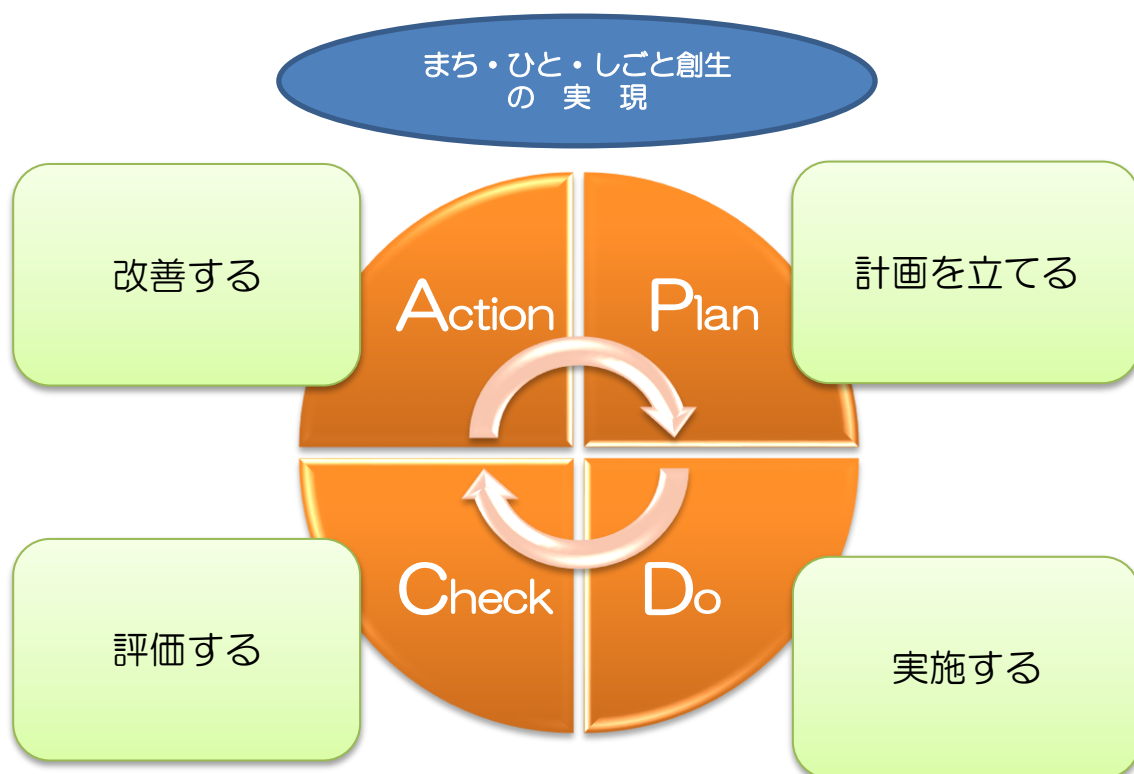 まち・ひと・しごと創生
の 実 現
改善する
計画を立てる
Action
Plan
Check
Do
評価する
実施する